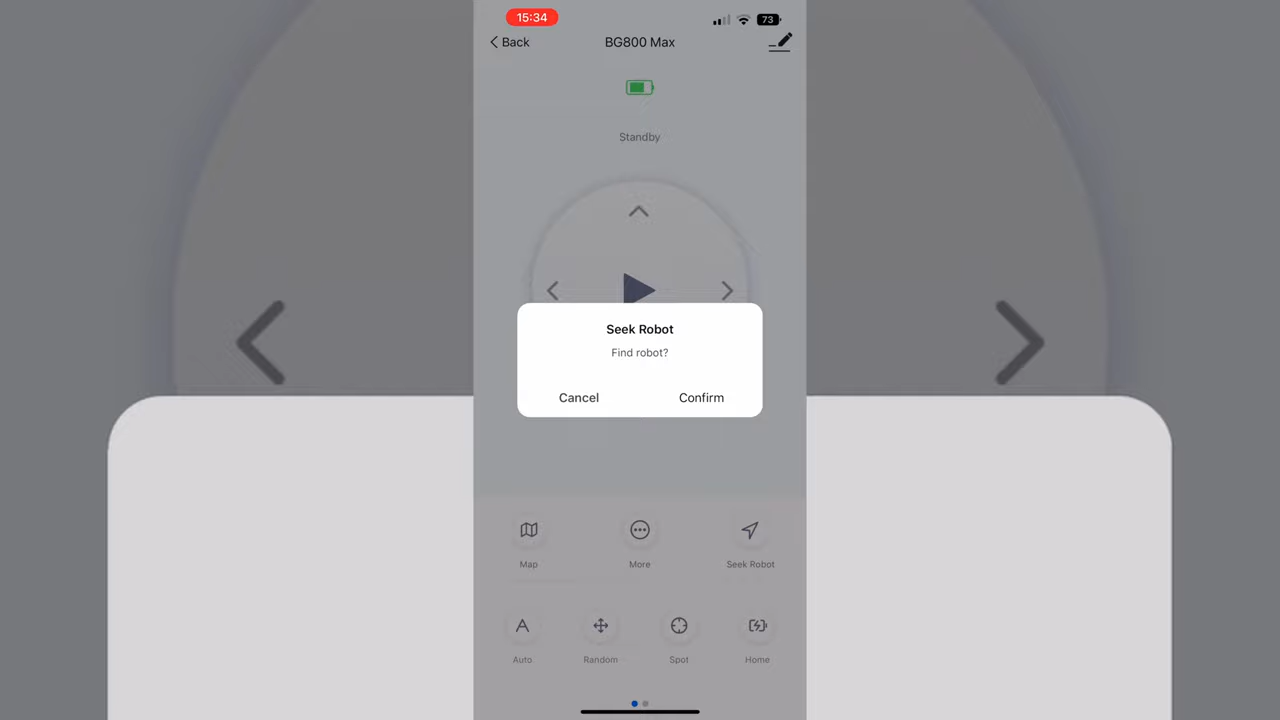 15:34
73
Back
BG800 Max
Standby
Seek Robot
Find robot?
Cancel
Confirm
Map
More
Seek Robot
Auto
Random
Spot
Home